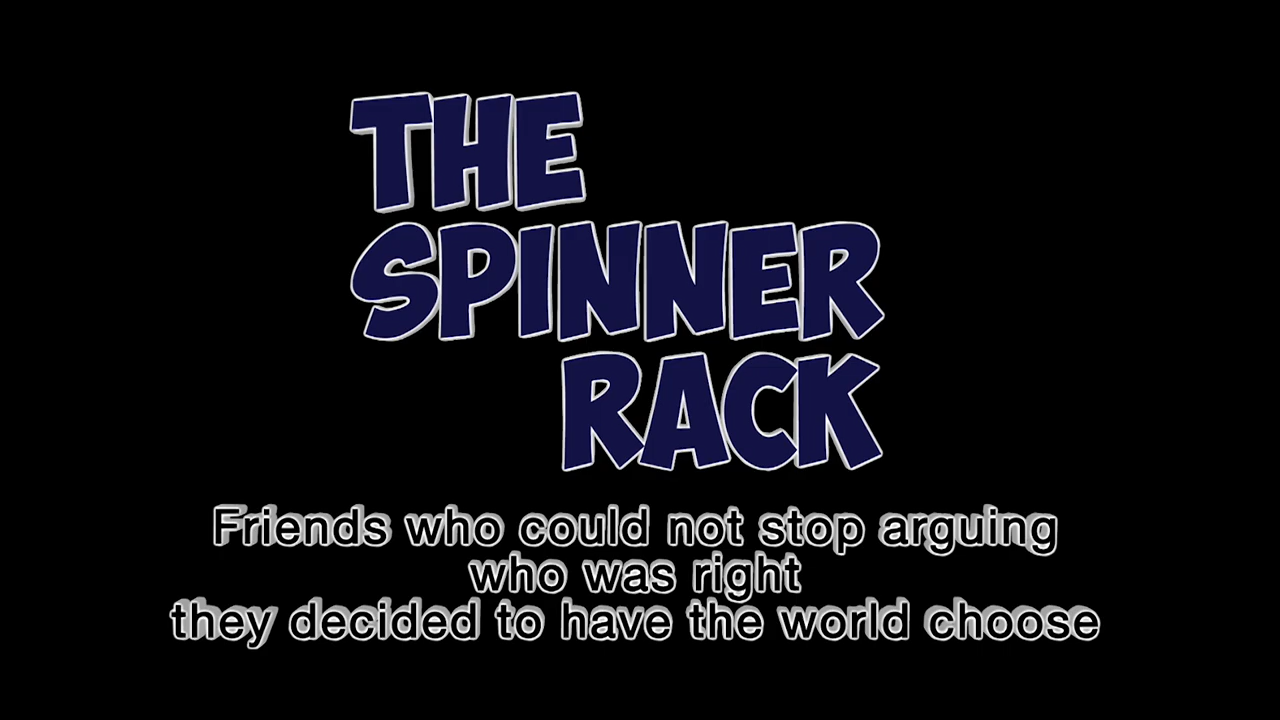 THE
SPINNER
RACK
Friends who could not stop arguing
who was right
they decided to have the world choose